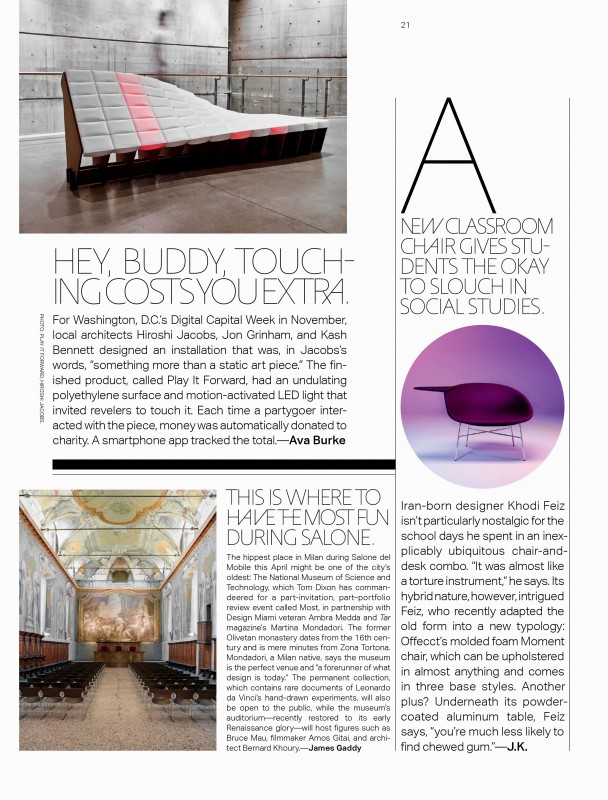 21
HEY, BUDDY, TOUCH-
ING COSTS YOU EXTRA.
PHOTO: PLAY IT FORWARD, HIROSHI JACOBS.
For Washington, D.C.'s Digital Capital Week in November,
local architects Hiroshi Jacobs, Jon Grinham, and Kash
Bennett designed an installation that was, in Jacobs's
words, “something more than a static art piece.” The fin-
ished product, called Play It Forward, had an undulating
polyethylene surface and motion-activated LED light that
invited revelers to touch it. Each time a partygoer inter-
acted with the piece, money was automatically donated to
charity. A smartphone app tracked the total.—Ava Burke
THIS IS WHERE TO
HAVE THE MOST FUN
DURING SALONE.
The hippest place in Milan during Salone del
Mobile this April might be one of the city's
oldest: The National Museum of Science and
Technology, which Tom Dixon has comman-
deered for a part-invitation, part-portfolio
review event called Most, in partnership with
Design Miami veteran Ambra Medda and Tar
magazine's Martina Mondadori. The former
Olivetan monastery dates from the 16th cen-
tury and is mere minutes from Zona Tortona.
Mondadori, a Milan native, says the museum
is the perfect venue and “a forerunner of what
design is today.” The permanent collection,
which contains rare documents of Leonardo
da Vinci's hand-drawn experiments, will also
be open to the public, while the museum's
auditorium—recently restored to its early
Renaissance glory—will host figures such as
Bruce Mau, filmmaker Amos Gitai, and archi-
tect Bernard Khoury.—James Gaddy
A
NEW CLASSROOM
CHAIR GIVES STU-
DENTS THE OKAY
TO SLOUCH IN
SOCIAL STUDIES.
Iran-born designer Khodi Feiz
isn't particularly nostalgic for the
school days he spent in an inex-
plicably ubiquitous chair-and-
desk combo. “It was almost like
a torture instrument,” he says. Its
hybrid nature, however, intrigued
Feiz, who recently adapted the
old form into a new typology:
Offecct's molded foam Moment
chair, which can be upholstered
in almost anything and comes
in three base styles. Another
plus? Underneath its powder-
coated aluminum table, Feiz
says, “you're much less likely to
find chewed gum.”—J.K.